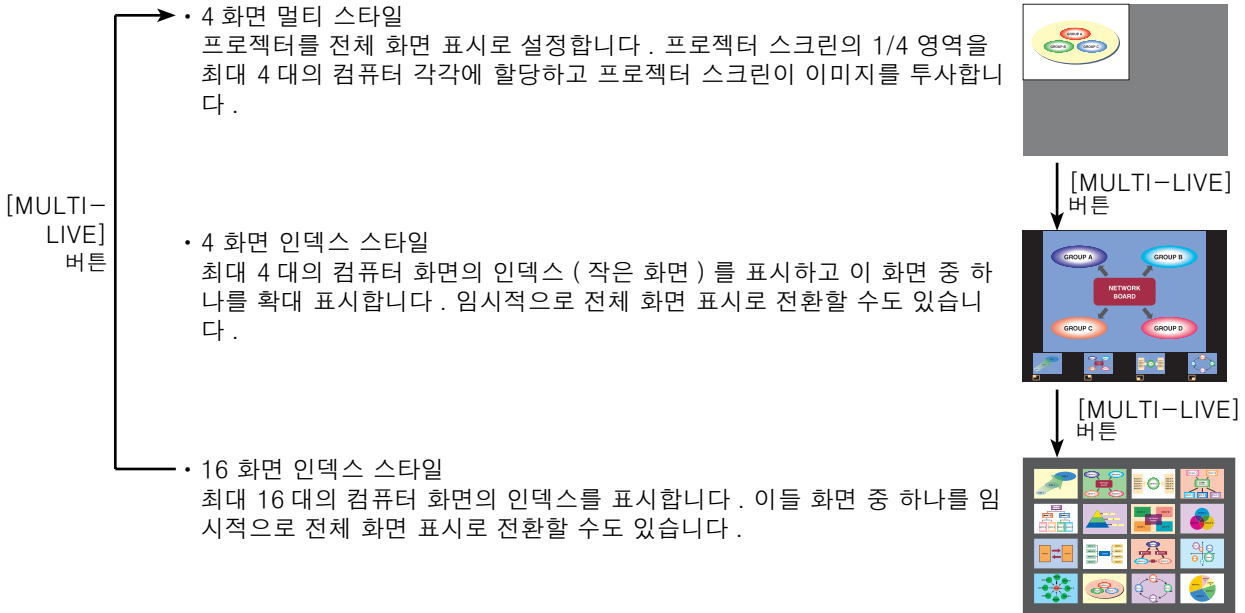 ・4 화면 멀티 스타일
프로젝터를 전체 화면 표시로 설정합니다 . 프로젝터 스크린의 1/4 영역을
최대 4 대의 컴퓨터 각각에 할당하고 프로젝터 스크린이 이미지를 투사합니
다 .
GROUP A
GROUP B
GROUP C
[MULTI-LIVE]
버튼
[MULTI-
LIVE]
버튼
・4 화면 인덱스 스타일
최대 4 대의 컴퓨터 화면의 인덱스 ( 작은 화면 ) 를 표시하고 이 화면 중 하
나를 확대 표시합니다 . 임시적으로 전체 화면 표시로 전환할 수도 있습니
다 .
GROUP A
GROUP B
NETWORK
BOARD
GROUP C
GROUP D
[MULTI-LIVE]
버튼
・16 화면 인덱스 스타일
최대 16 대의 컴퓨터 화면의 인덱스를 표시합니다 . 이들 화면 중 하나를 임
시적으로 전체 화면 표시로 전환할 수도 있습니다 .